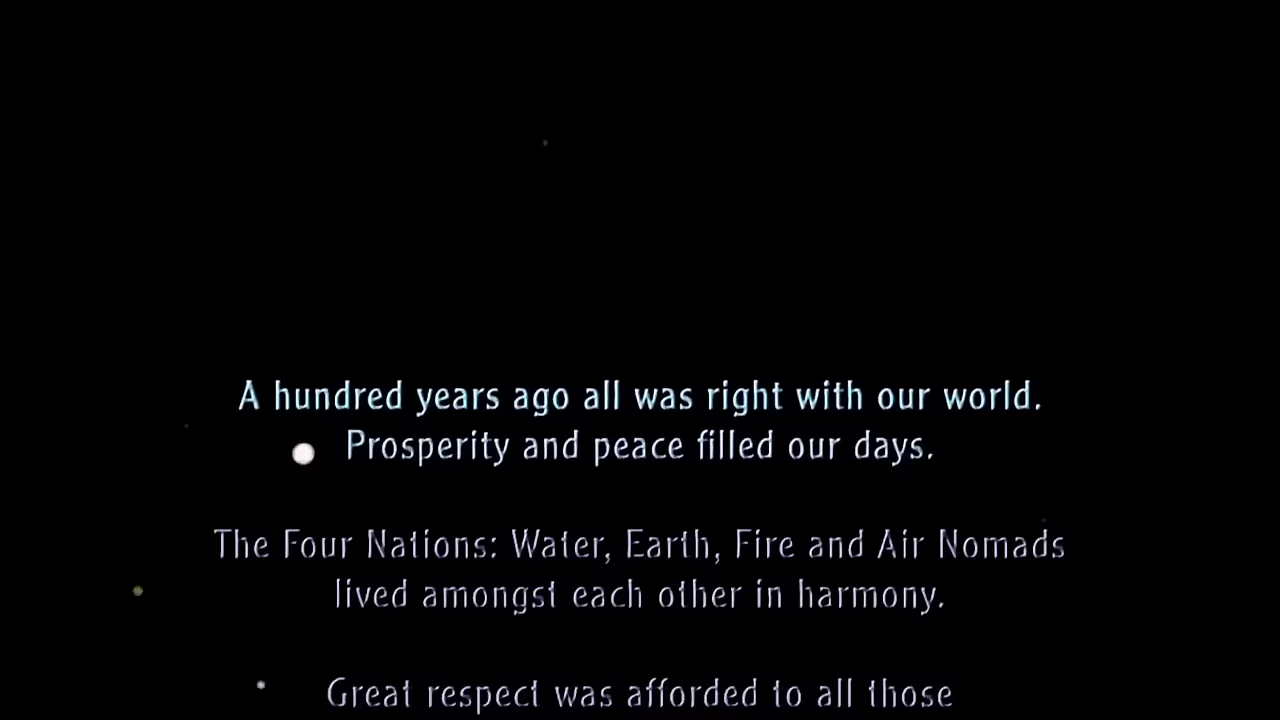 A hundred years ago all was right with our world.
Prosperity and peace filled our days.
The Four Nations: Water, Earth, Fire and Air Nomads
lived amongst each other in harmony.
Great respect was afforded to all those